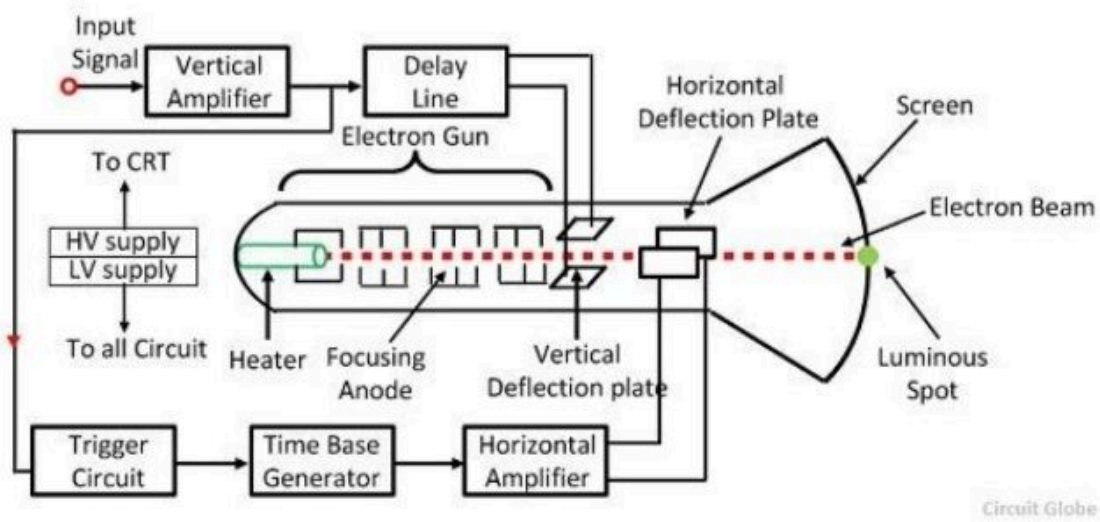 Input
Signal
Vertical
Amplifier
Delay
Line
Horizontal
Deflection Plate
Screen
Electron Gun
To CRT
HV supply
LV supply
To all Circuit
Electron Beam
Heater
Focusing
Anode
Vertical
Deflection plate
Luminous
Spot
Trigger
Circuit
Time Base
Generator
Horizontal
Amplifier
Circuit Globe